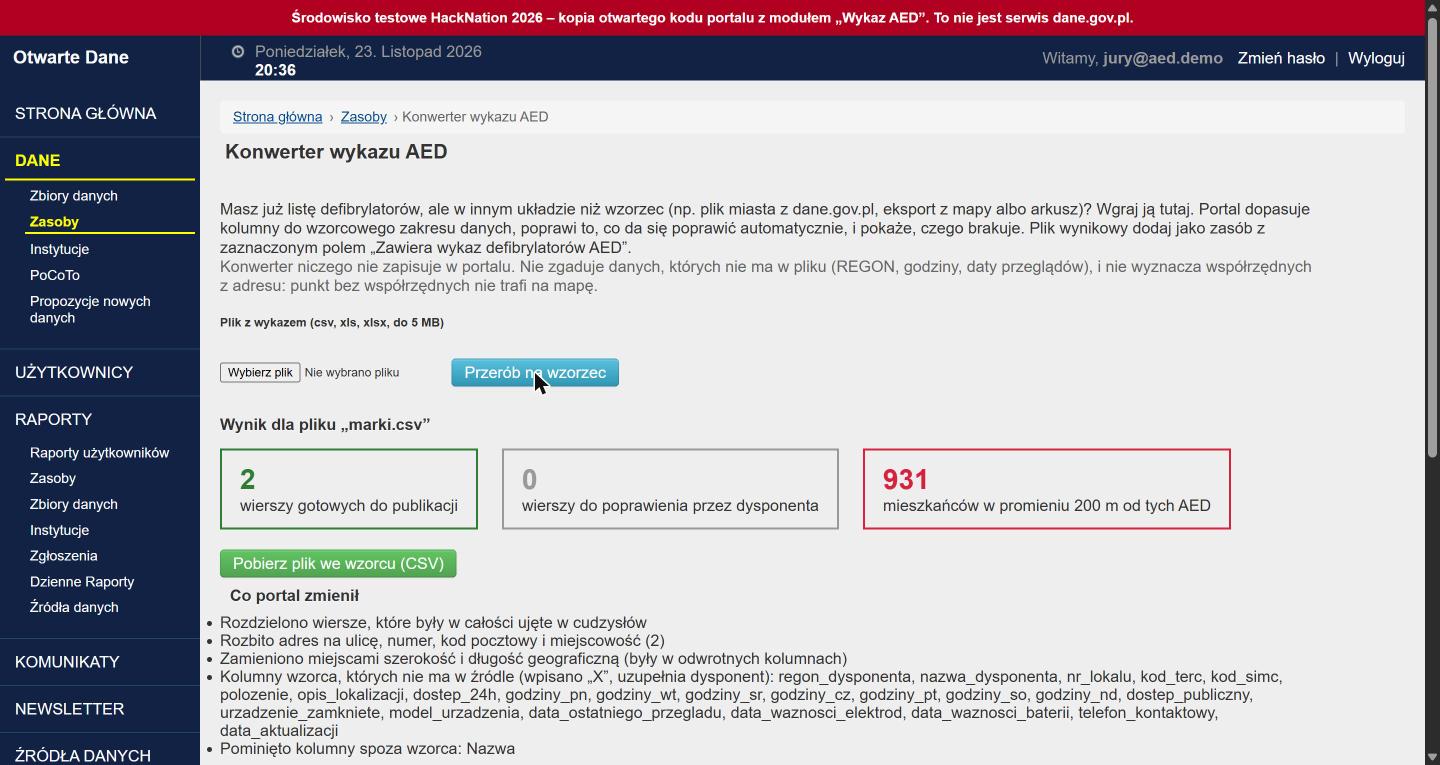 Środowisko testowe HackNation 2026 – kopia otwartego kodu portalu z modułem „Wykaz AED”. To nie jest serwis dane.gov.pl.
Otwarte Dane
Poniedziałek, 23. Listopad 2026
20:36
Witamy, jury@aed.demo Zmień hasło | Wyloguj
STRONA GŁÓWNA
DANE
Zbiory danych
Zasoby
Instytucje
PoCoTo
Propozycje nowych
danych
UŻYTKOWNICY
RAPORTY
Raporty użytkowników
Zasoby
Zbiory danych
Instytucje
Zgłoszenia
Dzienne Raporty
Źródła danych
KOMUNIKATY
NEWSLETTER
ŹRÓDŁA DANYCH
Strona główna › Zasoby › Konwerter wykazu AED
Konwerter wykazu AED
Masz już listę defibrylatorów, ale w innym układzie niż wzorzec (np. plik miasta z dane.gov.pl, eksport z mapy albo arkusz)? Wgraj ją tutaj. Portal dopasuje
kolumny do wzorcowego zakresu danych, poprawi to, co da się poprawić automatycznie, i pokaże, czego brakuje. Plik wynikowy dodaj jako zasób z
zaznaczonym polem „Zawiera wykaz defibrylatorów AED”.
Konwerter niczego nie zapisuje w portalu. Nie zgaduje danych, których nie ma w pliku (REGON, godziny, daty przeglądów), i nie wyznacza współrzędnych
z adresu: punkt bez współrzędnych nie trafi na mapę.
Plik z wykazem (csv, xls, xlsx, do 5 MB)
Wybierz plik Nie wybrano pliku
Przerób na wzorzec
Wynik dla pliku „marki.csv”
2
wierszy gotowych do publikacji
0
wierszy do poprawienia przez dysponenta
931
mieszkańców w promieniu 200 m od tych AED
Pobierz plik we wzorcu (CSV)
Co portal zmienił
• Rozdzielono wiersze, które były w całości ujęte w cudzysłów
• Rozbito adres na ulicę, numer, kod pocztowy i miejscowość (2)
• Zamieniono miejscami szerokość i długość geograficzną (były w odwrotnych kolumnach)
• Kolumny wzorca, których nie ma w źródle (wpisano „X”, uzupełnia dysponent): regon_dysponenta, nazwa_dysponenta, nr_lokalu, kod_terc, kod_simc,
polozenie, opis_lokalizacji, dostep_24h, godziny_pn, godziny_wt, godziny_sr, godziny_cz, godziny_pt, godziny_so, godziny_nd, dostep_publiczny,
urzadzenie_zamkniete, model_urzadzenia, data_ostatniego_przegladu, data_waznosci_elektrod, data_waznosci_baterii, telefon_kontaktowy,
data_aktualizacji
• Pominięto kolumny spoza wzorca: Nazwa